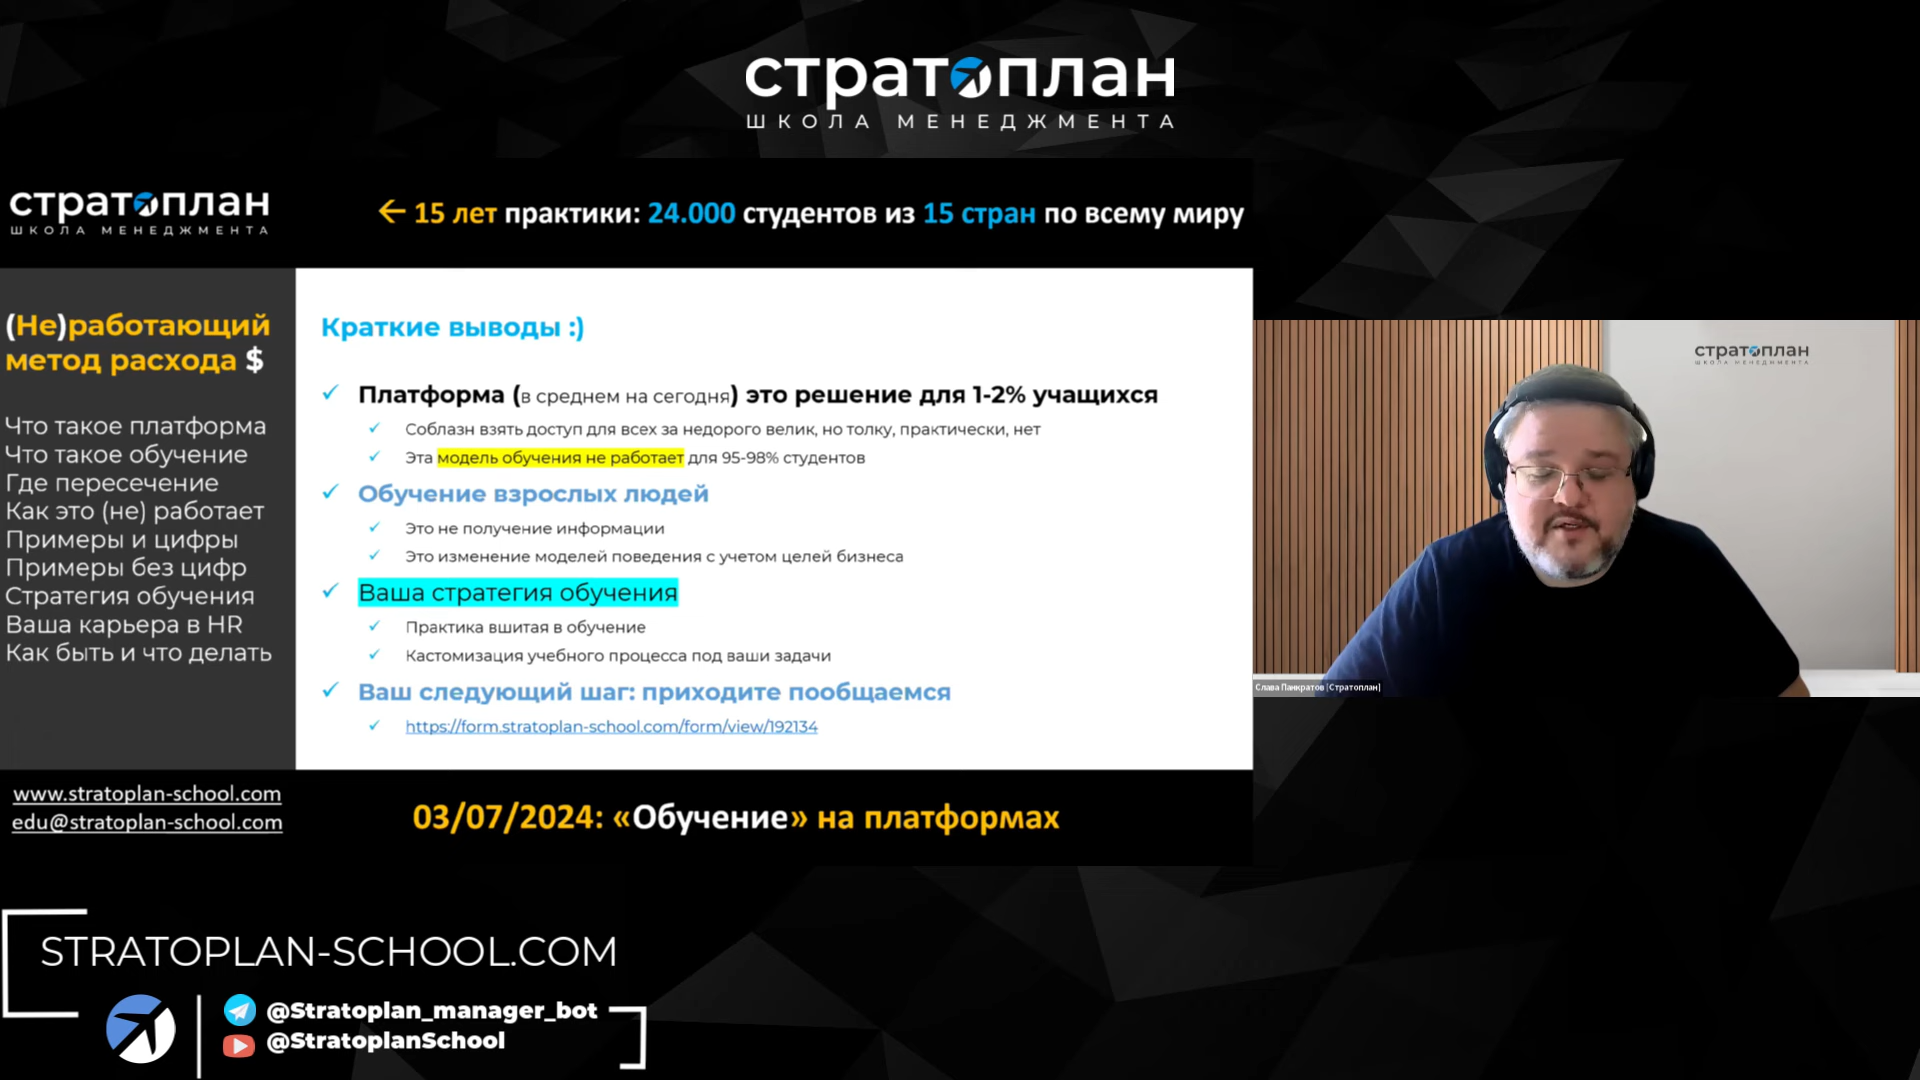 стратоплан
ШКОЛА МЕНЕДЖМЕНТА
стратоплан
ШКОЛА МЕНЕДЖМЕНТА
← 15 лет практики: 24.000 студентов из 15 стран по всему миру
(Не)работающий
метод расхода $
Что такое платформа
Что такое обучение
Где пересечение
Как это (не) работает
Примеры и цифры
Примеры без цифр
Стратегия обучения
Ваша карьера в HR
Как быть и что делать
Краткие выводы :)
Платформа (в среднем на сегодня) это решение для 1-2% учащихся
Соблазн взять доступ для всех за недорого велик, но толку, практически, нет
Эта модель обучения не работает для 95-98% студентов
Обучение взрослых людей
Это не получение информации
Это изменение моделей поведения с учетом целей бизнеса
Ваша стратегия обучения
Практика вшитая в обучение
Кастомизация учебного процесса под ваши задачи
Ваш следующий шаг: приходите пообщаемся
https://form.stratoplan-school.com/form/view/192134
стратоплан
ШКОЛА МЕНЕДЖМЕНТА
Слава Панкратов [Стратоплан]
www.stratoplan-school.com
edu@stratoplan-school.com
03/07/2024: «Обучение» на платформах
STRATOPLAN-SCHOOL.COM
@Stratoplan_manager_bot
@StratoplanSchool